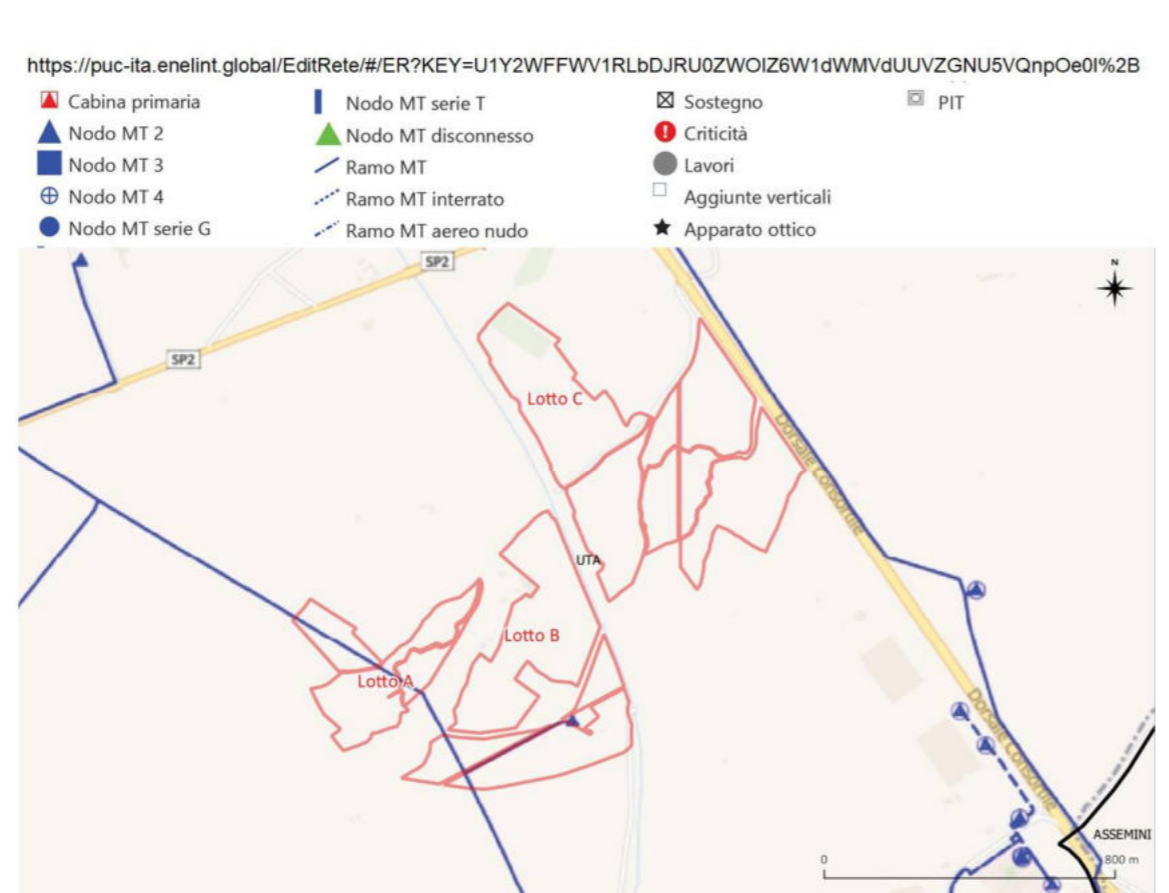 https://puc-ita.enelint.global/EditRete/#/ER?KEY=U1Y2WFFWV1RLbDJRU0ZWOIZ6W1dWMVdUUVZGNU5VQnpOe0I%2B
Cabina primaria
Nodo MT serie T
Sostegno
PIT
Nodo MT 2
Nodo MT disconnesso
Criticità
Nodo MT 3
Ramo MT
Lavori
Nodo MT 4
Ramo MT interrato
Aggiunte verticali
Nodo MT serie G
Ramo MT aereo nudo
Apparato ottico
SP2
N
SP2
Lotto C
Dorsale Consortile
UTA
Lotto B
Lotto A
Dorsale Consortile
ASSEMINI
0
800 m